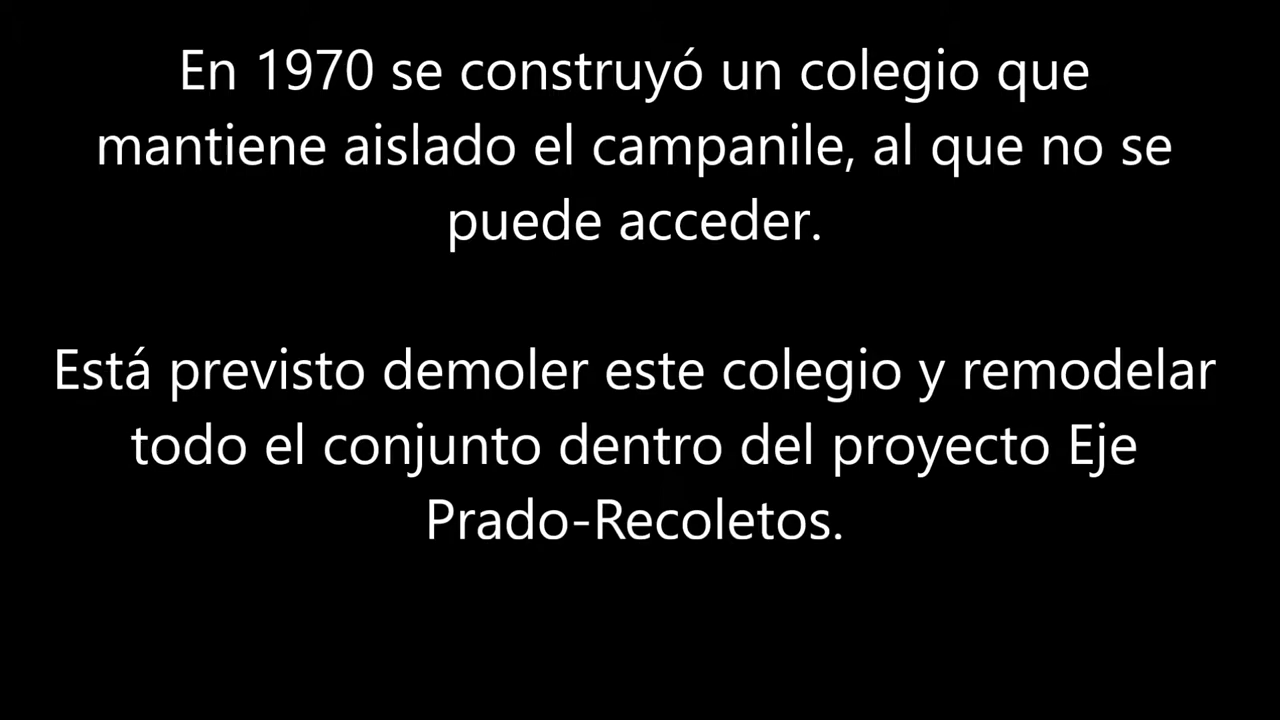 En 1970 se construyó un colegio que
mantiene aislado el campanile, al que no se
puede acceder.
Está previsto demoler este colegio y remodelar
todo el conjunto dentro del proyecto Eje
Prado-Recoletos.